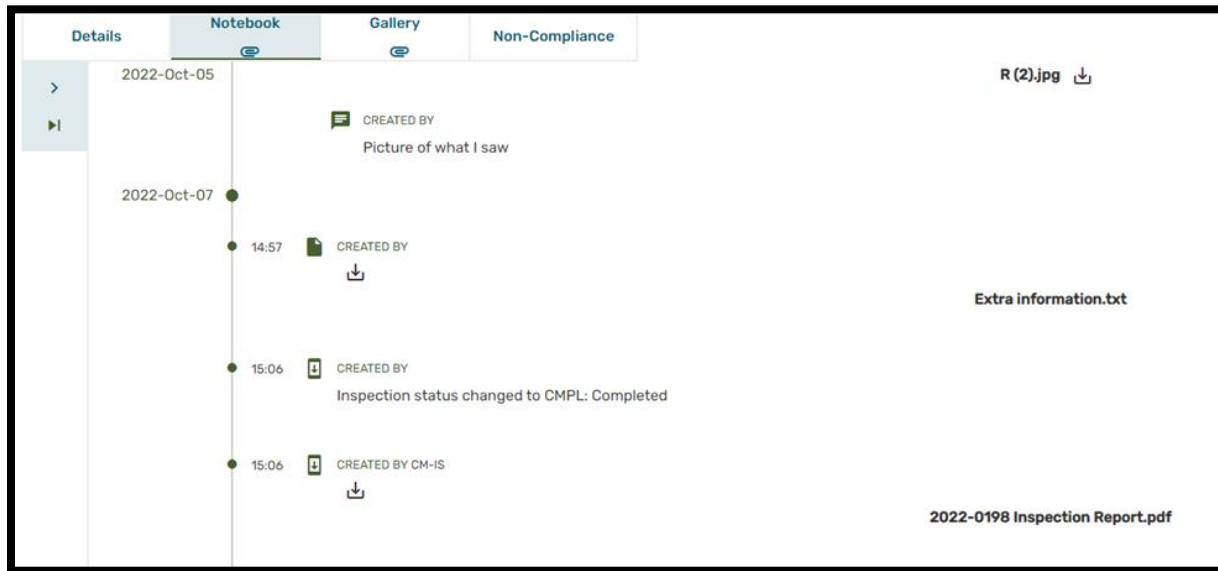 Details
Notebook
Gallery
Non-Compliance
2022-Oct-05
R (2).jpg
CREATED BY
Picture of what I saw
2022-Oct-07
14:57 CREATED BY
Extra information.txt
15:06 CREATED BY
Inspection status changed to CMPL: Completed
15:06 CREATED BY CM-IS
2022-0198 Inspection Report.pdf